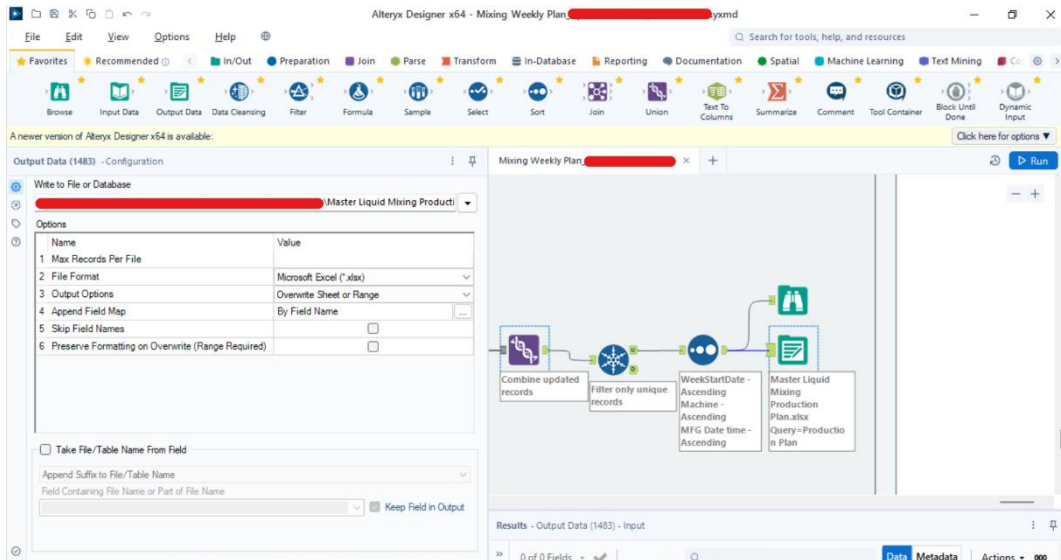 Alteryx Designer x64 - Mixing Weekly Plan_ .yxmd
File Edit View Options Help
Search for tools, help, and resources
Favorites Recommended In/Out Preparation Join Parse Transform In-Database Reporting Documentation Spatial Machine Learning Text Mining Co
Browse Input Data Output Data Data Cleansing Filter Formula Sample Select Sort Join Union Text To Columns Summarize Comment Tool Container Block Until Done Dynamic Input
A newer version of Alteryx Designer x64 is available:
Click here for options ▼
Output Data (1483) - Configuration
Mixing Weekly Plan_
Run
Write to File or Database
\Master Liquid Mixing Producti
Options
Name Value
1 Max Records Per File
2 File Format Microsoft Excel (*.xlsx)
3 Output Options Overwrite Sheet or Range
4 Append Field Map By Field Name ...
5 Skip Field Names
6 Preserve Formatting on Overwrite (Range Required)
Take File/Table Name From Field
Append Suffix to File/Table Name
Field Containing File Name or Part of File Name
Keep Field in Output
Combine updated
records
Filter only unique
records
U
D
WeekStartDate -
Ascending
Machine -
Ascending
MFG Date time -
Ascending
Master Liquid
Mixing
Production
Plan.xlsx
Query=Productio
n Plan
Results - Output Data (1483) - Input
0 of 0 Fields
Data Metadata Actions